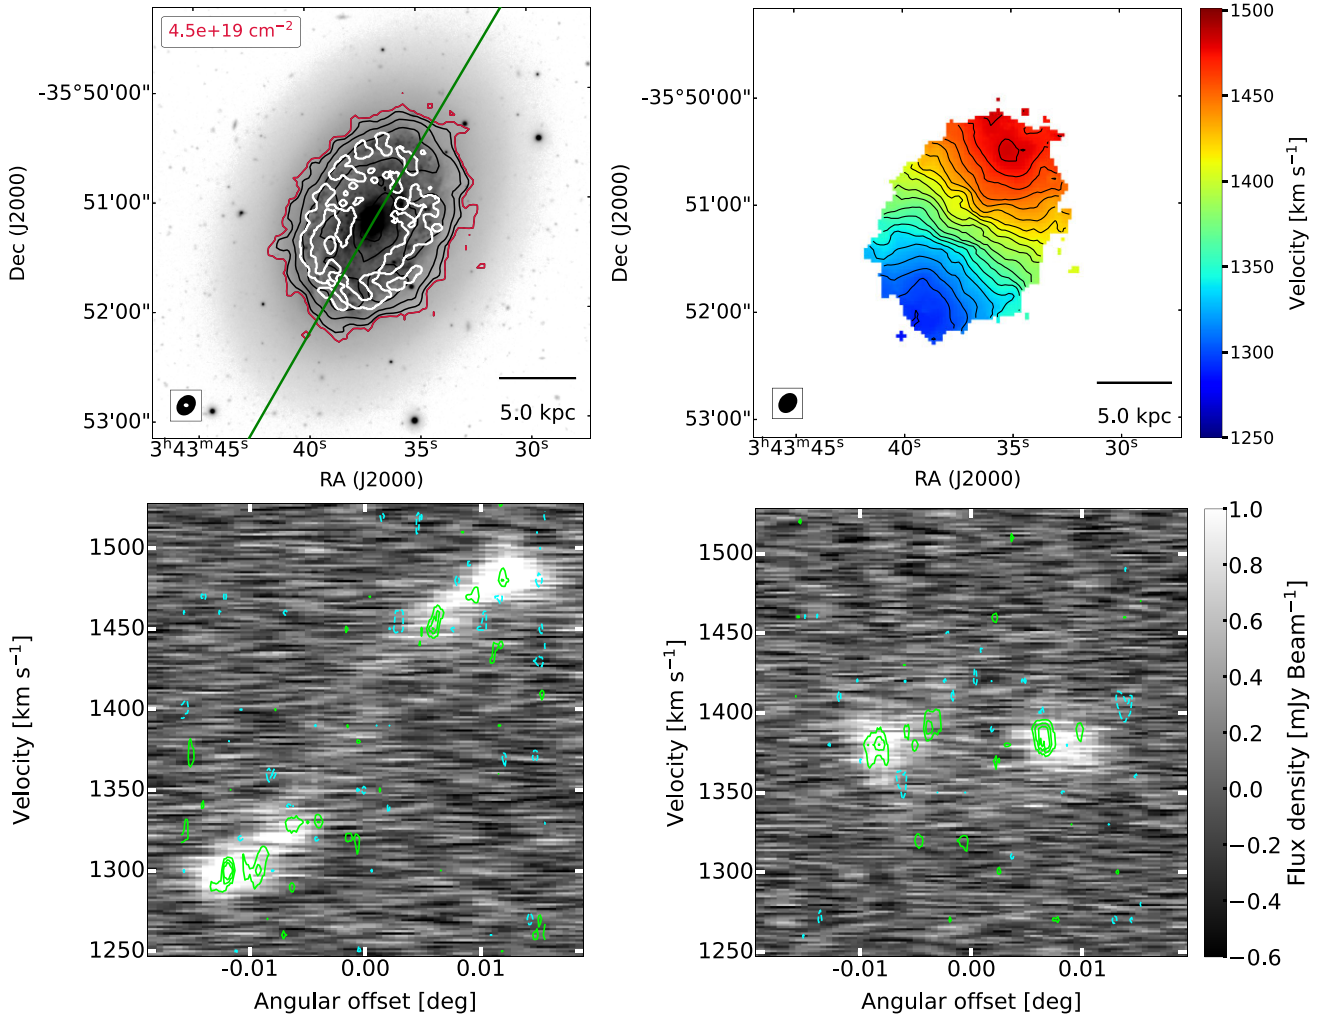 4.5e+19 cm⁻²
Dec (J2000)
-35°50'00"
51'00"
52'00"
53'00"
3ʰ43ᵐ45ˢ
40ˢ
35ˢ
30ˢ
RA (J2000)
5.0 kpc
Dec (J2000)
-35°50'00"
51'00"
52'00"
53'00"
3ʰ43ᵐ45ˢ
40ˢ
35ˢ
30ˢ
RA (J2000)
5.0 kpc
1500
1450
1400
1350
1300
1250
Velocity [km s⁻¹]
Velocity [km s⁻¹]
1500
1450
1400
1350
1300
1250
-0.01
0.00
0.01
Angular offset [deg]
Velocity [km s⁻¹]
1500
1450
1400
1350
1300
1250
-0.01
0.00
0.01
Angular offset [deg]
1.0
0.8
0.6
0.4
0.2
0.0
−0.2
−0.4
−0.6
Flux density [mJy Beam⁻¹]